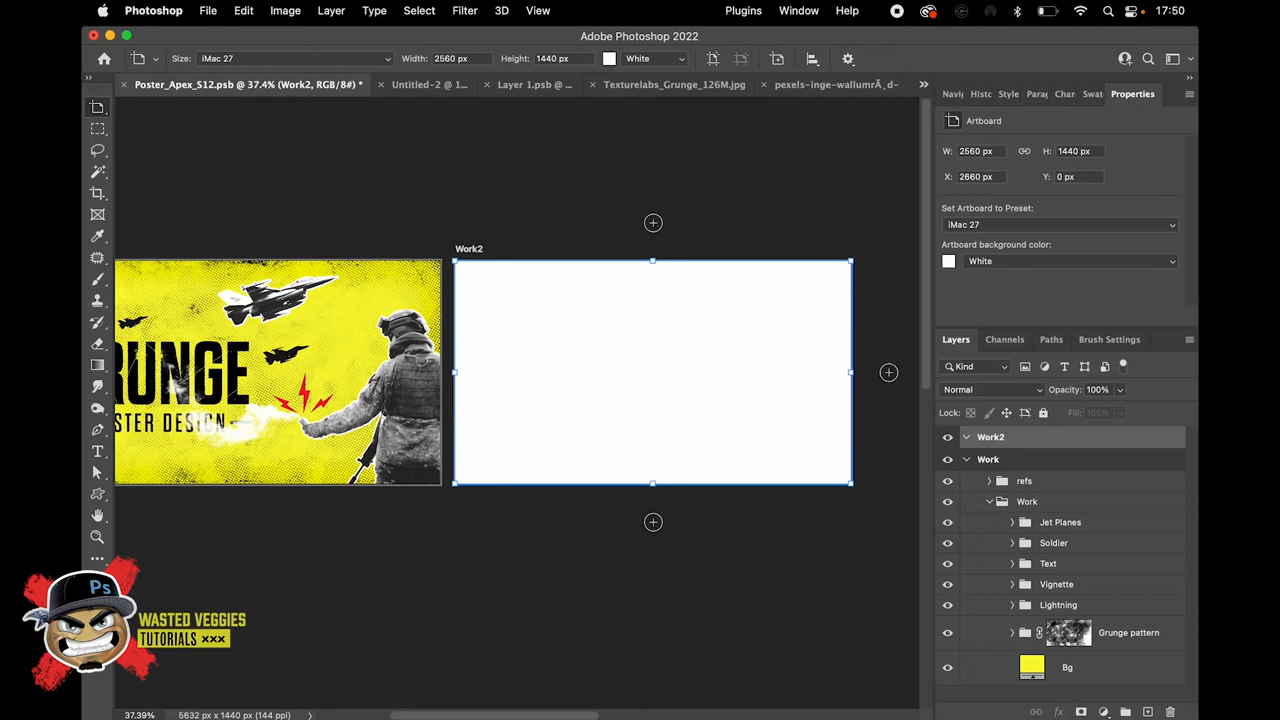 Photoshop File Edit Image Layer Type Select Filter 3D View Plugins Window Help 17:50
Adobe Photoshop 2022
Size: iMac 27 Width: 2560 px Height: 1440 px White
Poster_Apex_S12.psb @ 37.4% (Work2, RGB/8#) * Untitled-2 @ 1... Layer 1.psb @ ... Texturelabs_Grunge_126M.jpg pexels-inge-wallumrÃ¸d-
Navi Histc Style Para Char Swat Properties
Artboard
W: 2560 px H: 1440 px
X: 2660 px Y: 0 px
Set Artboard to Preset:
iMac 27
Artboard background color:
White
Work2
RUNGE
STER DESIGN
Layers Channels Paths Brush Settings
Kind
Normal Opacity: 100%
Lock: Fill: 100%
Work2
Work
refs
Work
Jet Planes
Soldier
Text
Vignette
Lightning
Grunge pattern
Bg
Ps
WASTED VEGGIES
TUTORIALS XXX
37.39% 5632 px x 1440 px (144 ppi)